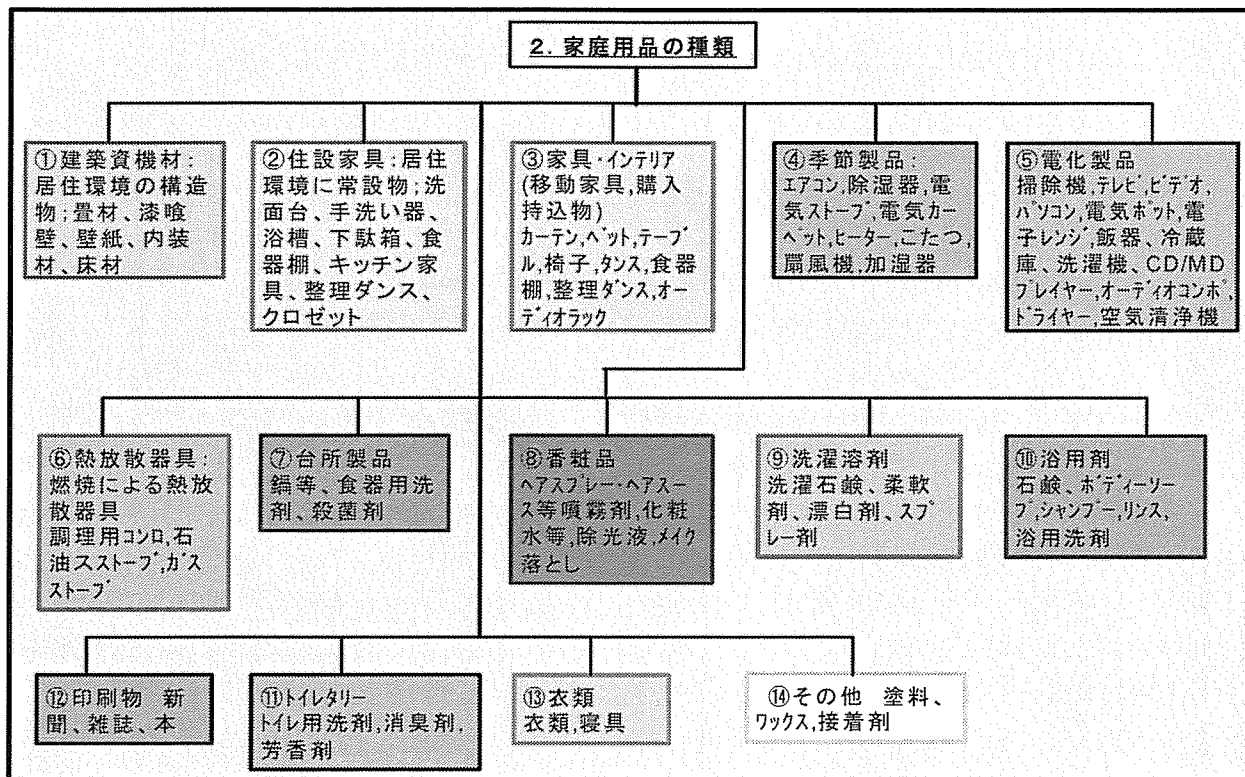 2. 家庭用品の種類
①建築資機材:
居住環境の構造
物;畳材、漆喰
壁、壁紙、内装
材、床材
②住設家具:居住
環境に常設物;洗
面台、手洗い器、
浴槽、下駄箱、食
器棚、キッチン家
具、整理ダンス、
クロゼット
③家具・インテリア
(移動家具,購入
持込物)
カーテン,ベット,テーブ
ル,椅子,タンス,食器
棚,整理ダンス,オー
ディオラック
④季節製品:
エアコン,除湿器,電
気ストーブ,電気カー
ペット,ヒーター,こたつ,
扇風機,加湿器
⑤電化製品
掃除機,テレビ,ビデオ,
パソコン,電気ポット,電
子レンジ,飯器、冷蔵
庫、洗濯機、CD/MD
プレイヤー,オーディオコンポ,
ドライヤー,空気清浄機
⑥熱放散器具:
燃焼による熱放
散器具
調理用コンロ,石
油スストーブ,ガス
ストーブ
⑦台所製品
鍋等、食器用洗
剤、殺菌剤
⑧香粧品
ヘアスプレー・ヘアスー
ス等噴霧剤,化粧
水等,除光液,メイク
落とし
⑨洗濯溶剤
洗濯石鹸、柔軟
剤、漂白剤、スプ
レー剤
⑩浴用剤
石鹸、ボディーソー
プ,シャンプー,リンス,
浴用洗剤
⑫印刷物 新
聞、雑誌、本
⑪トイレタリー
トイレ用洗剤,消臭剤,
芳香剤
⑬衣類
衣類,寝具
⑭その他 塗料、
ワックス,接着剤